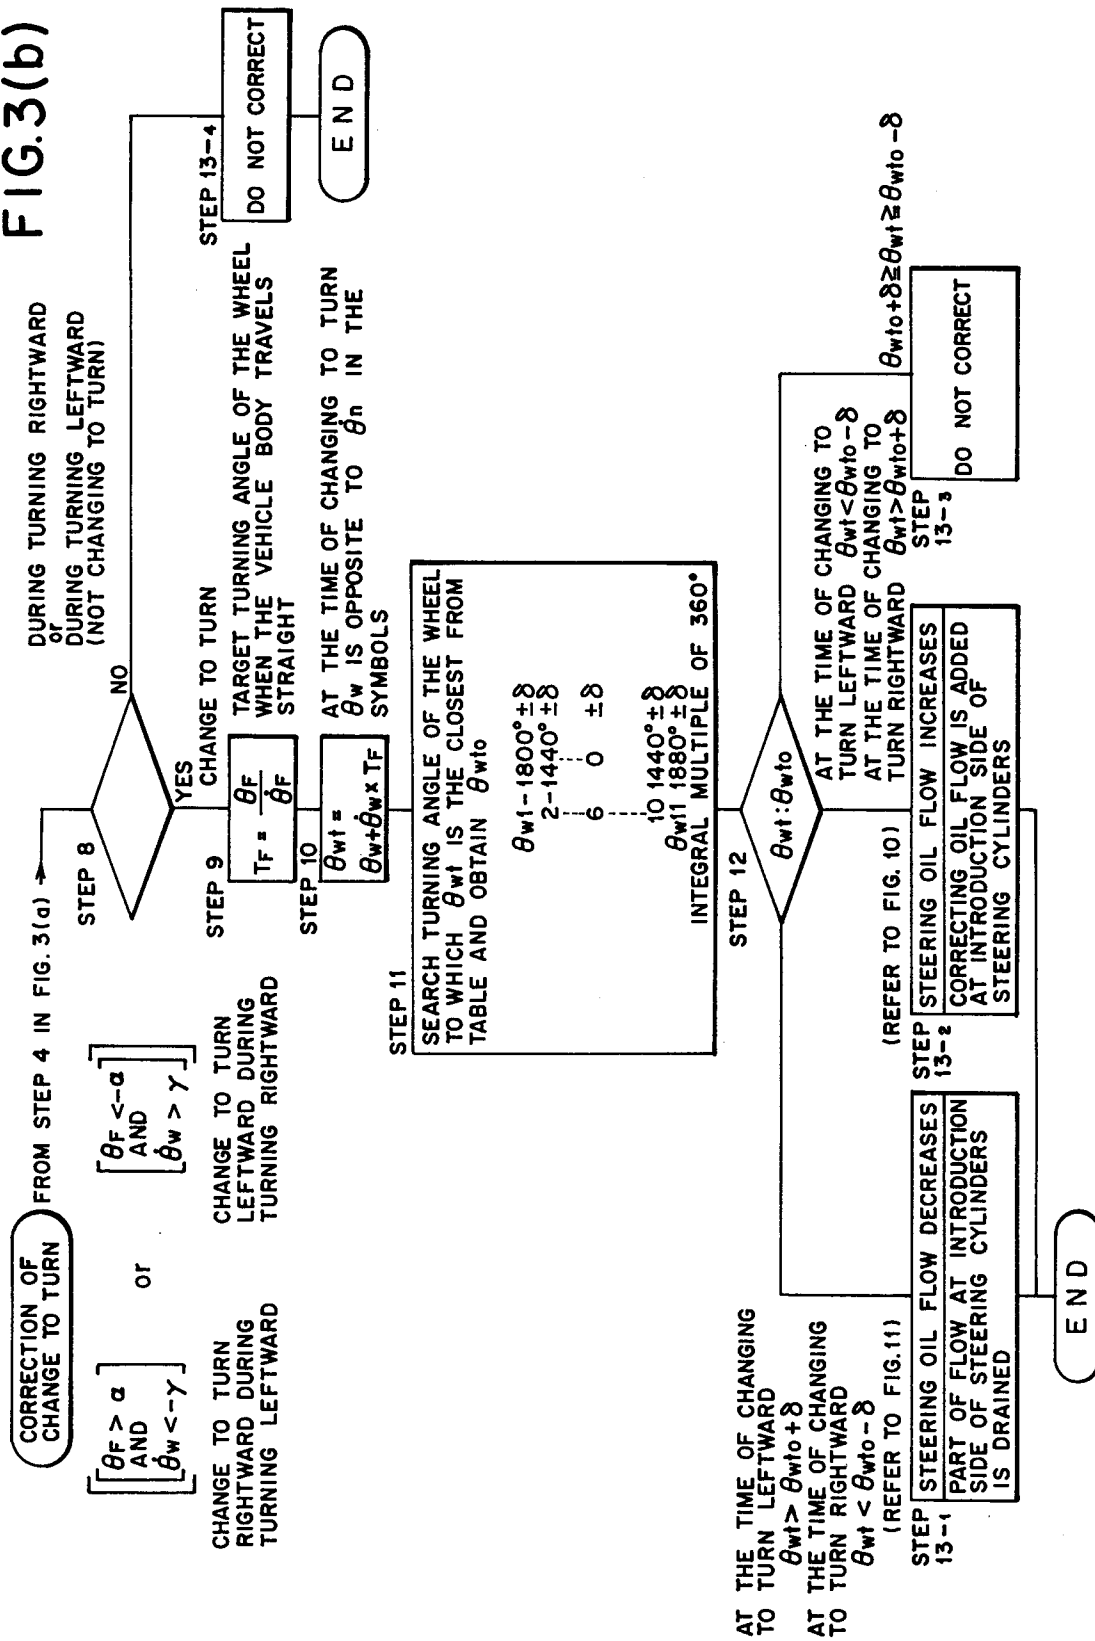 FIG.3(b)
CORRECTION OF
CHANGE TO TURN
FROM STEP 4 IN FIG. 3(a)
STEP 8
θF > α
AND
θ̇w < -γ
or
θF < -α
AND
θ̇w > γ
CHANGE TO TURN
RIGHTWARD DURING
TURNING LEFTWARD
CHANGE TO TURN
LEFTWARD DURING
TURNING RIGHTWARD
NO
DURING TURNING RIGHTWARD
or
DURING TURNING LEFTWARD
(NOT CHANGING TO TURN)
STEP 13-4
DO NOT CORRECT
END
YES
CHANGE TO TURN
STEP 9
TF = θF / θ̇F
TARGET TURNING ANGLE OF THE WHEEL
WHEN THE VEHICLE BODY TRAVELS
STRAIGHT
STEP 10
θwt =
θw+θ̇w × TF
AT THE TIME OF CHANGING TO TURN
θ̇w IS OPPOSITE TO θ̇n IN THE
SYMBOLS
STEP 11
SEARCH TURNING ANGLE OF THE WHEEL
TO WHICH θwt IS THE CLOSEST FROM
TABLE AND OBTAIN θwto
θw1-1800°±δ
2-1440°±δ
6 0 ±δ
10 1440°±δ
θw11 1880°±δ
INTEGRAL MULTIPLE OF 360°
STEP 12
θwt : θwto
AT THE TIME OF CHANGING
TO TURN LEFTWARD
θwt > θwto+δ
AT THE TIME OF CHANGING
TO TURN RIGHTWARD
θwt < θwto-δ
(REFER TO FIG.11)
STEP
13-1
STEERING OIL FLOW DECREASES
PART OF FLOW AT INTRODUCTION
SIDE OF STEERING CYLINDERS
IS DRAINED
AT THE TIME OF CHANGING TO
TURN LEFTWARD θwt<θwto-δ
AT THE TIME OF CHANGING TO
TURN RIGHTWARD θwt>θwto+δ
(REFER TO FIG. 10)
STEP
13-2
STEERING OIL FLOW INCREASES
CORRECTING OIL FLOW IS ADDED
AT INTRODUCTION SIDE OF
STEERING CYLINDERS
θwto+δ≧θwt≧θwto-δ
STEP
13-3
DO NOT CORRECT
END